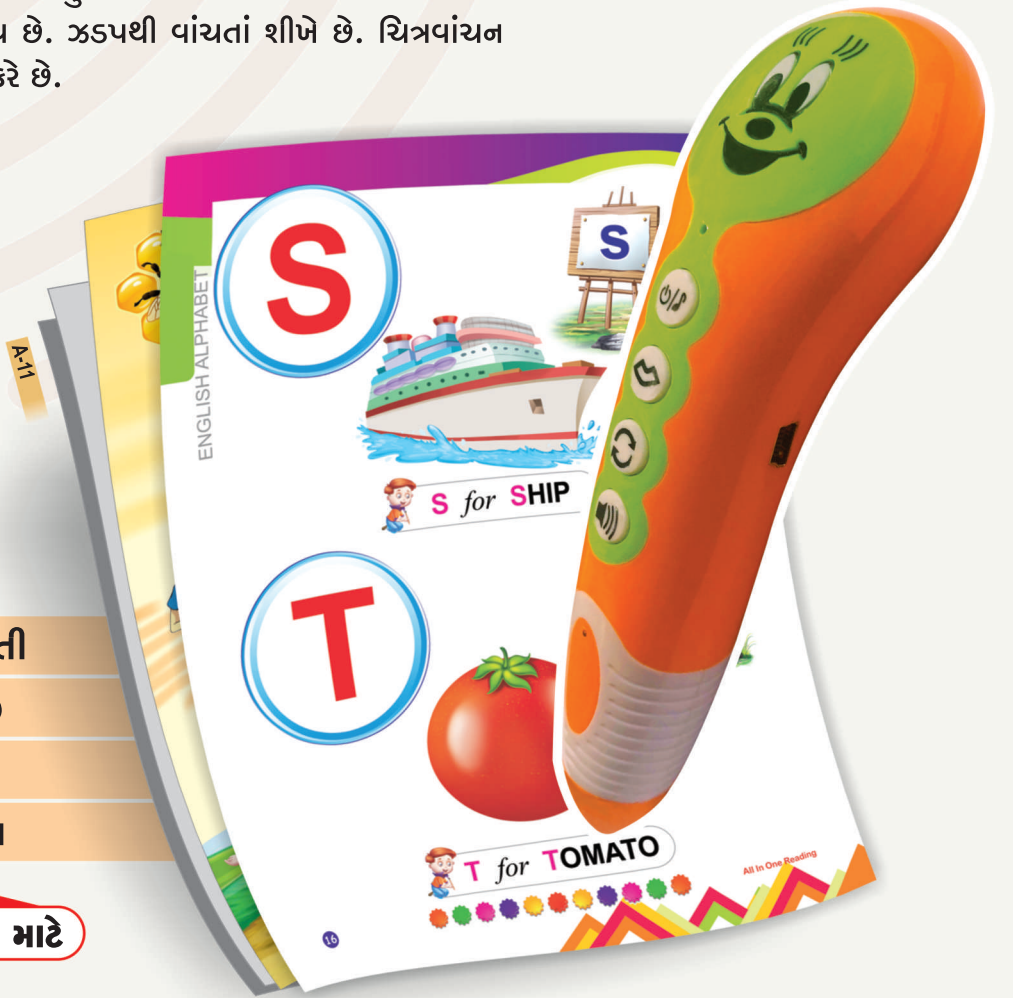 છે. ઝડપથી વાંચતાં શીખે છે. ચિત્રવાંચન
કરે છે.
A-11
ENGLISH ALPHABET
S
S
S for SHIP
T
T for TOMATO
All In One Reading
16
માટે